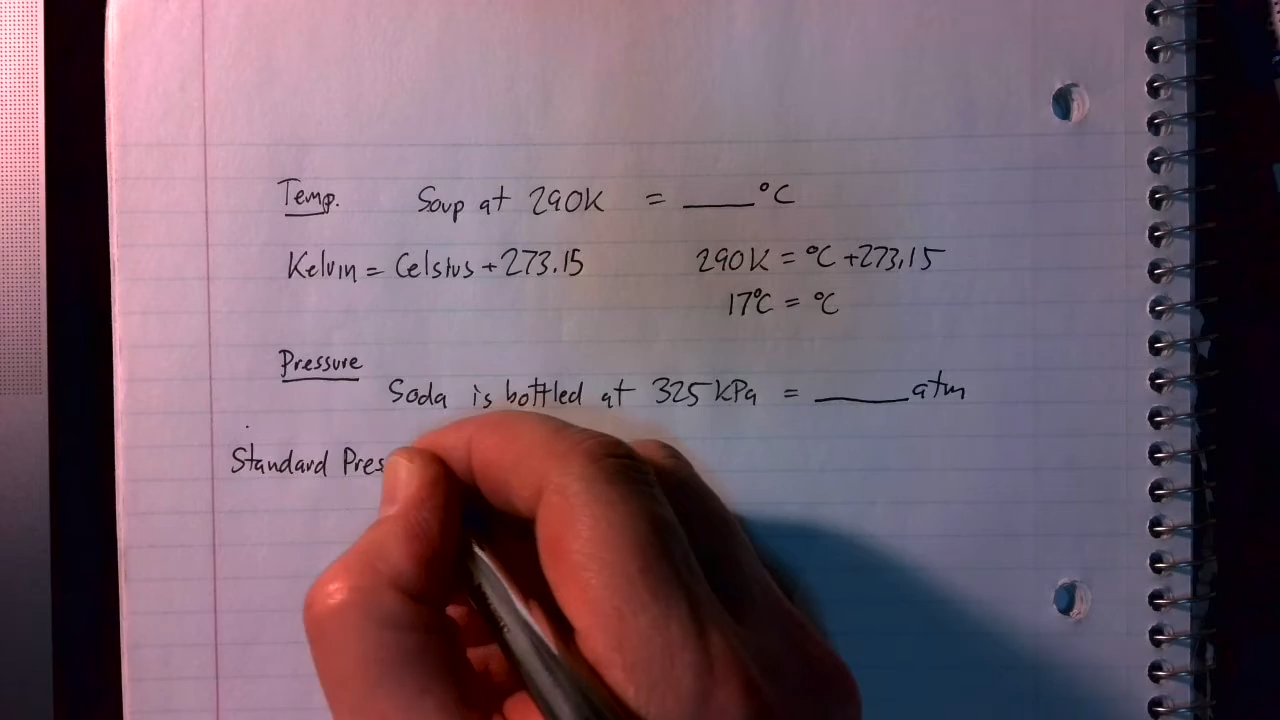 Temp. Soup at 290K = ____ °C
Kelvin = Celsius + 273.15 290K = °C + 273.15
17°C = °C
Pressure
Soda is bottled at 325 kPa = ____ atm
Standard Pres